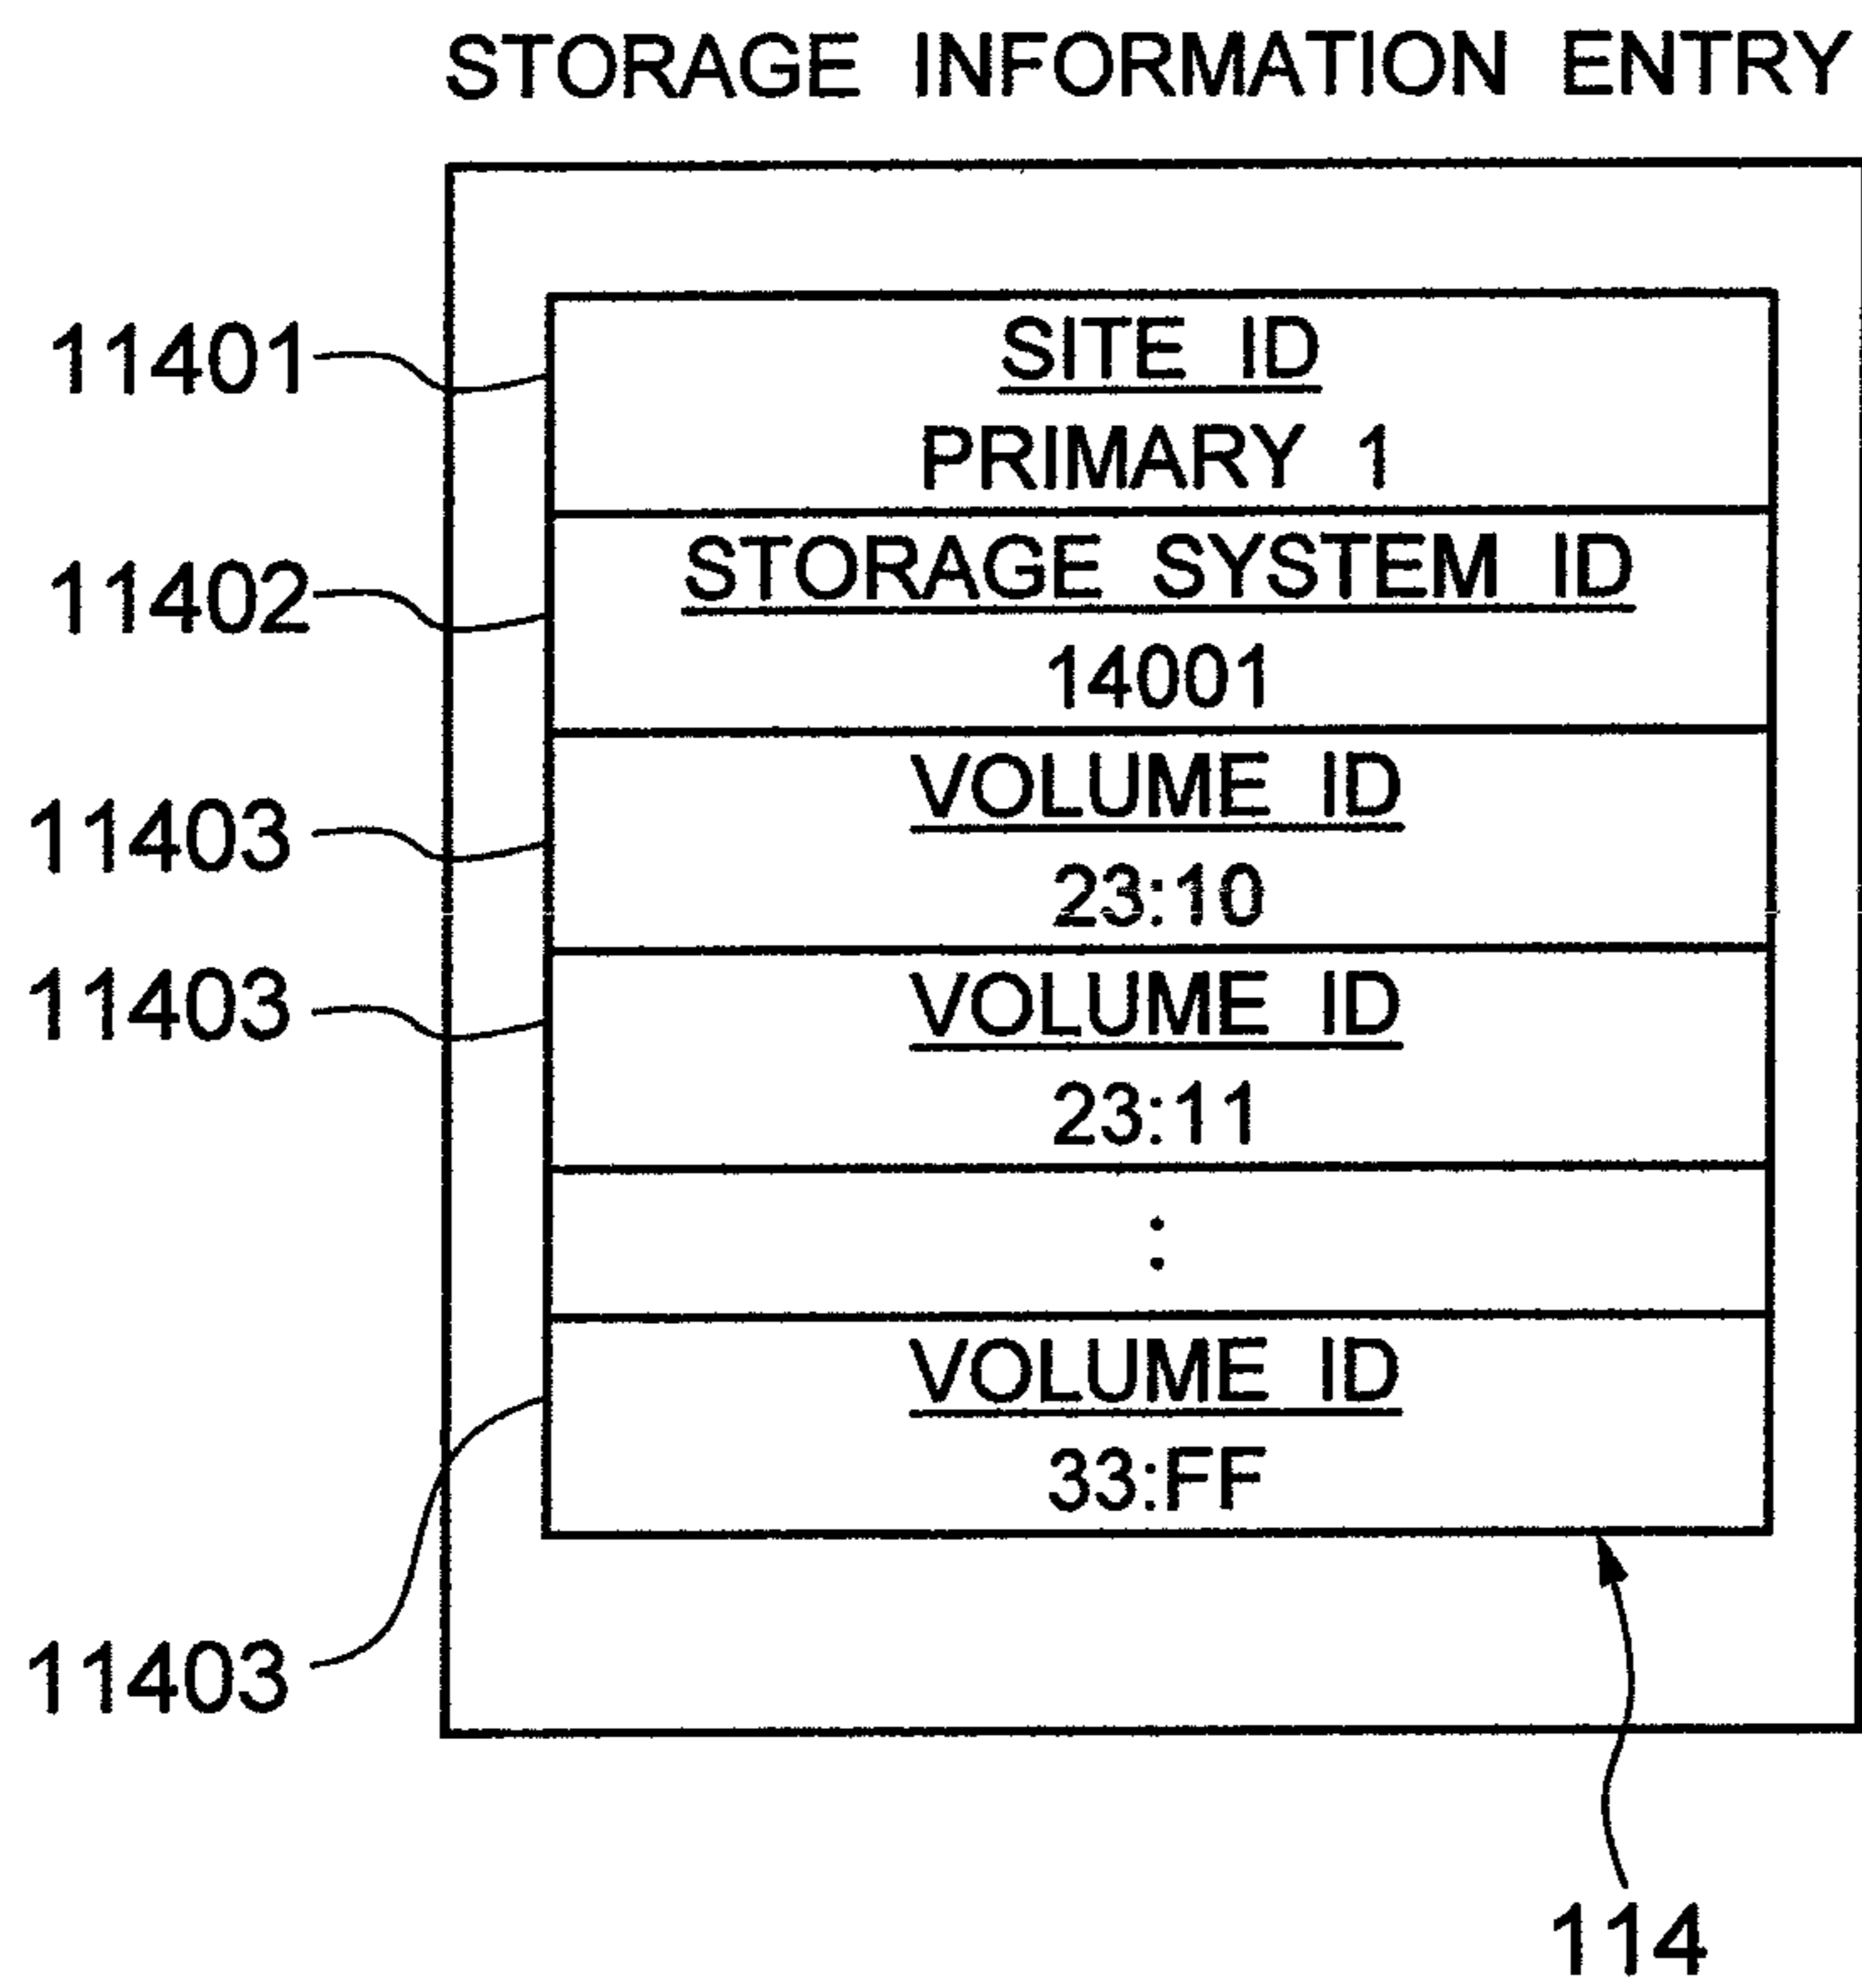 STORAGE INFORMATION ENTRY
11401
SITE ID
PRIMARY 1
11402
STORAGE SYSTEM ID
14001
11403
VOLUME ID
23:10
11403
VOLUME ID
23:11
:
VOLUME ID
33:FF
11403
114